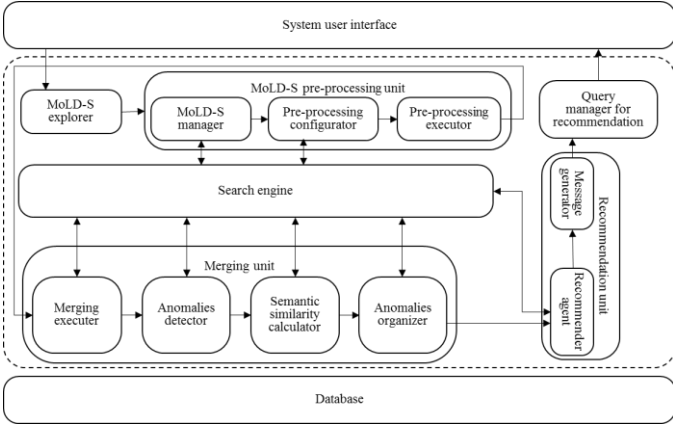 System user interface
MoLD-S pre-processing unit
MoLD-S
explorer
MoLD-S
manager
Pre-processing
configurator
Pre-processing
executor
Query
manager for
recommendation
Search engine
Message
generator
Recommendation unit
Merging unit
Merging
executer
Anomalies
detector
Semantic
similarity
calculator
Anomalies
organizer
Recommender
agent
Database